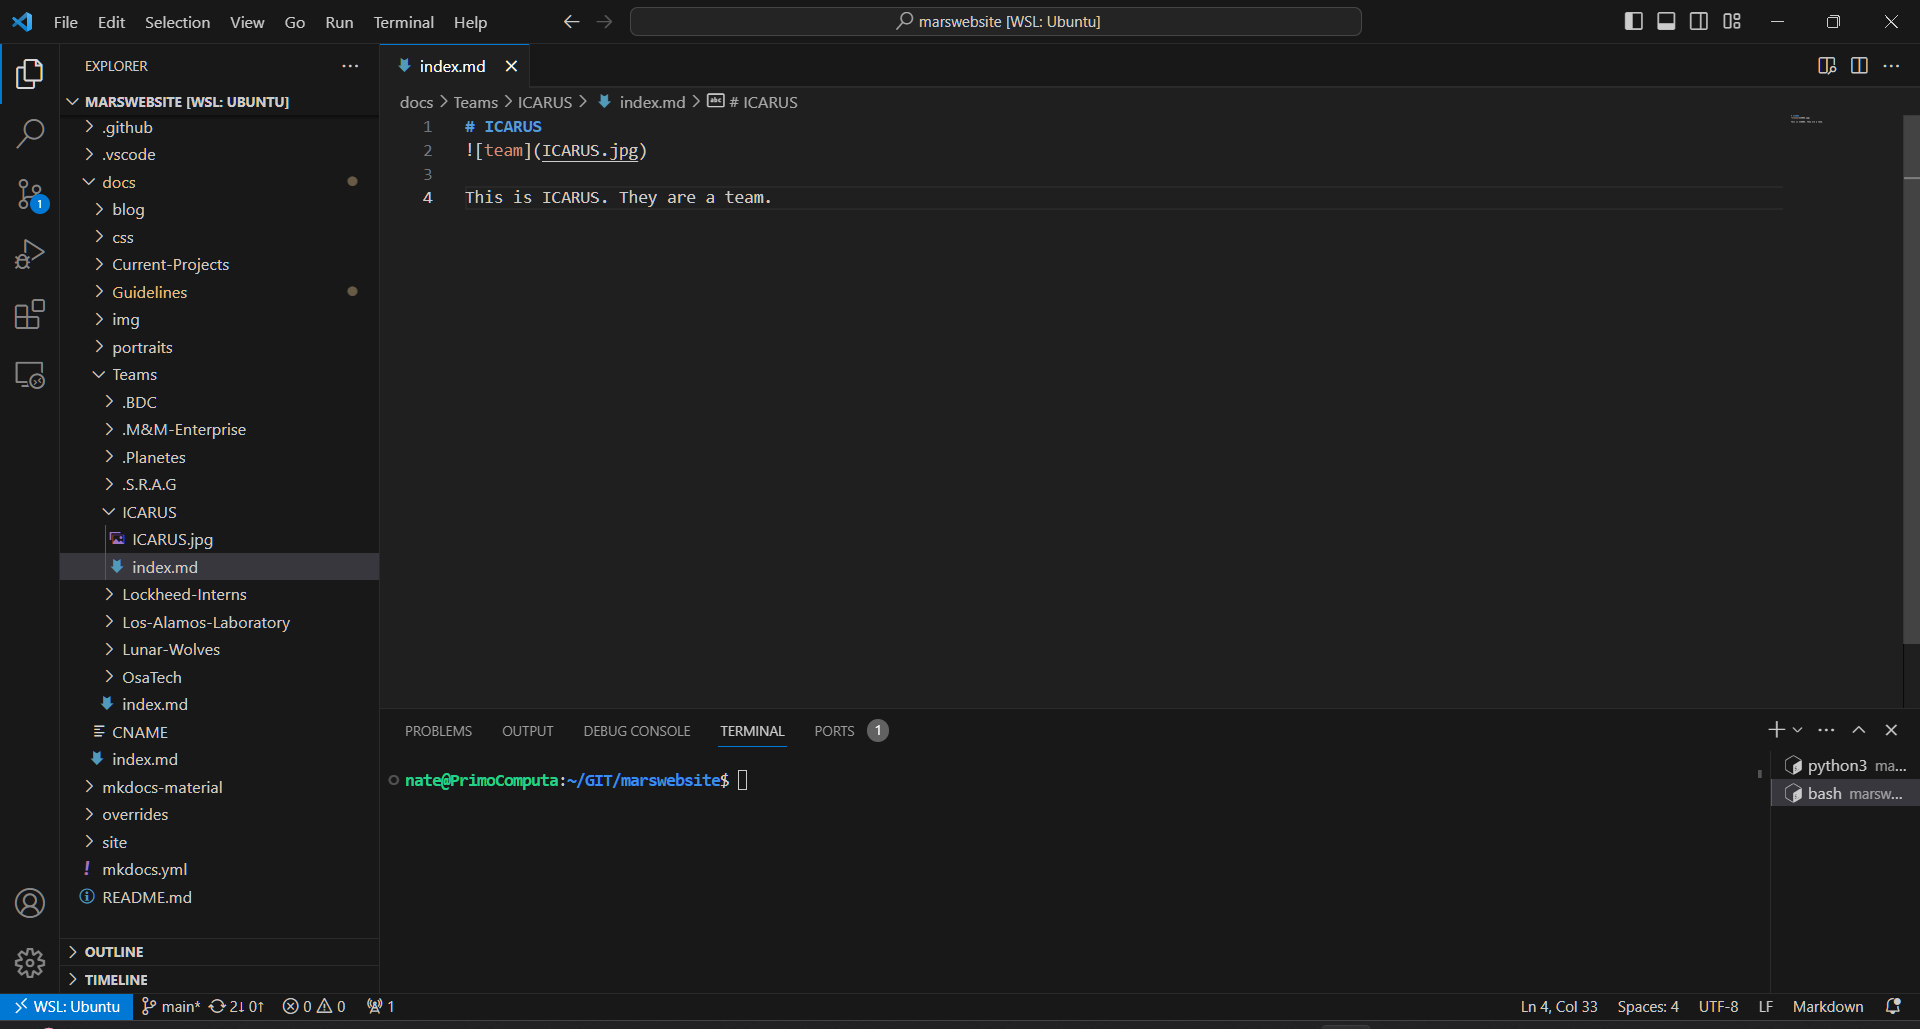 File Edit Selection View Go Run Terminal Help
marswebsite [WSL: Ubuntu]
EXPLORER
MARSWEBSITE [WSL: UBUNTU]
.github
.vscode
docs
blog
css
Current-Projects
Guidelines
img
portraits
Teams
.BDC
.M&M-Enterprise
.Planetes
.S.R.A.G
ICARUS
ICARUS.jpg
index.md
Lockheed-Interns
Los-Alamos-Laboratory
Lunar-Wolves
OsaTech
index.md
CNAME
index.md
mkdocs-material
overrides
site
mkdocs.yml
README.md
OUTLINE
TIMELINE
1
index.md
docs > Teams > ICARUS > index.md > # ICARUS
1 # ICARUS
2 ![team](ICARUS.jpg)
3
4 This is ICARUS. They are a team.
PROBLEMS OUTPUT DEBUG CONSOLE TERMINAL PORTS 1
nate@PrimoComputa:~/GIT/marswebsite$
python3 ma...
bash marsw...
WSL: Ubuntu main* 2↓ 0↑ 0 0 1
Ln 4, Col 33 Spaces: 4 UTF-8 LF Markdown